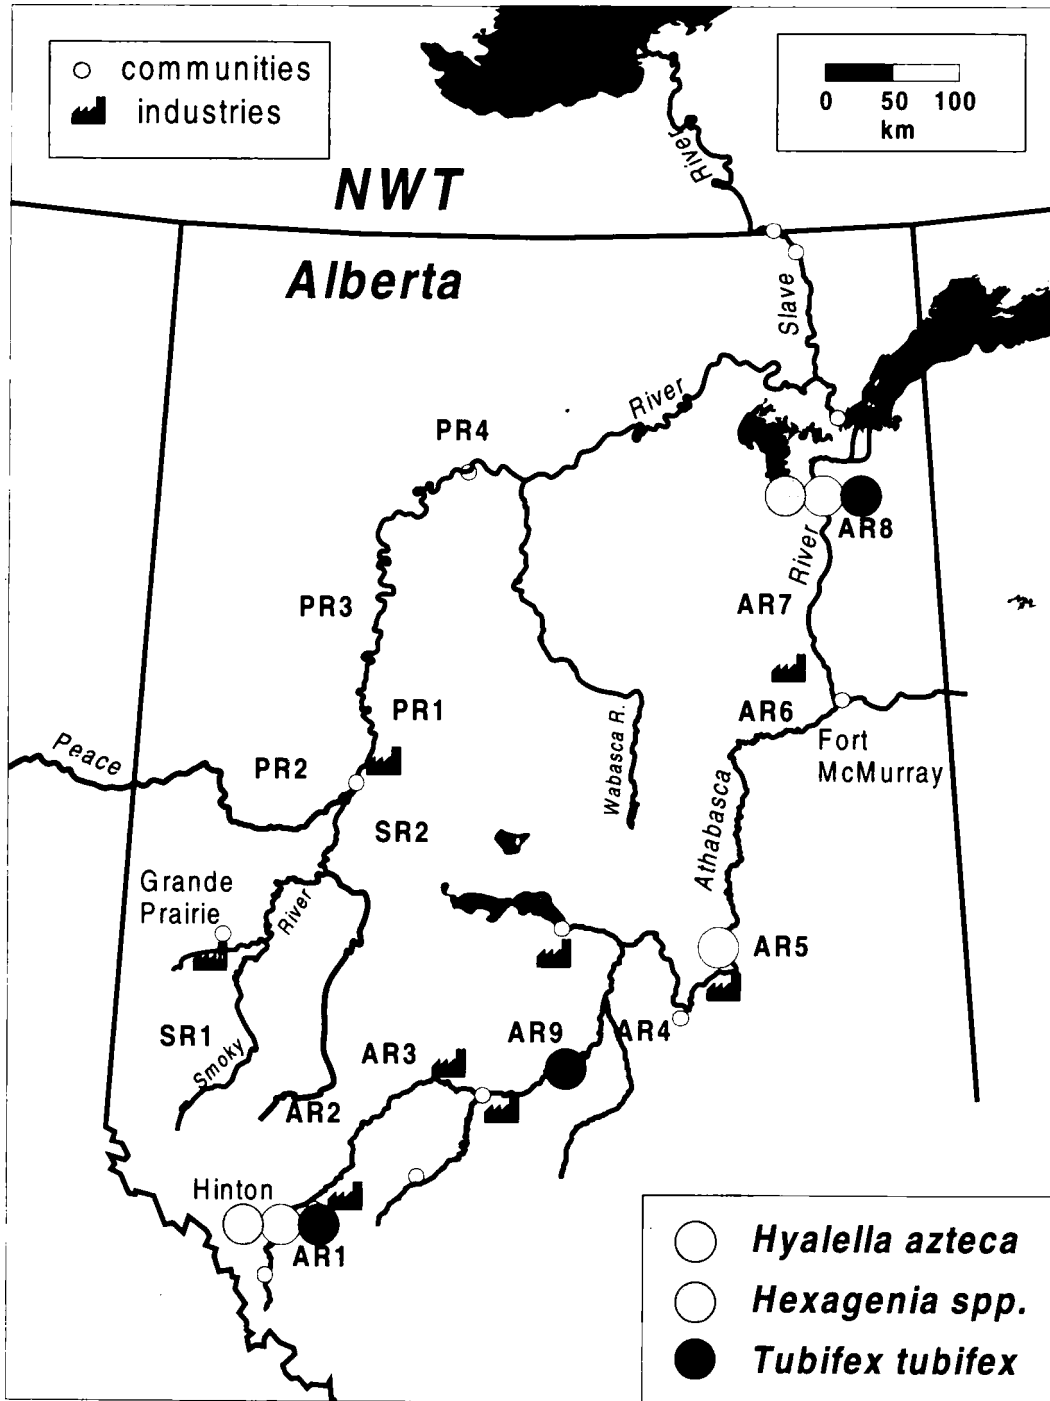 communities
industries
0 50 100
km
NWT
River
Alberta
Slave
River
PR4
AR8
River
AR7
PR3
PR1
AR6
Peace
PR2
Wabasca R.
Fort
McMurray
SR2
Athabasca
Grande
Prairie
River
AR5
SR1
Smoky
AR9
AR4
AR3
AR2
Hinton
AR1
Hyalella azteca
Hexagenia spp.
Tubifex tubifex